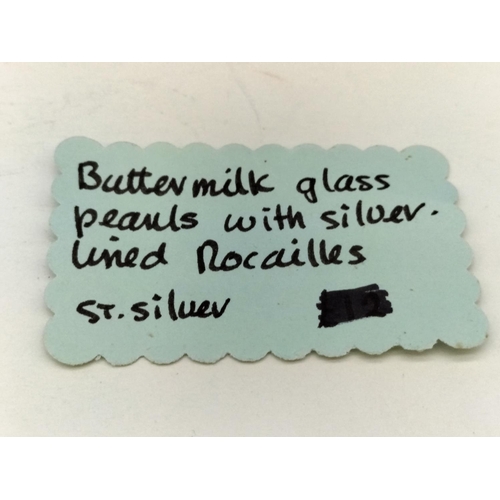 Buttermilk glass
pearls with silver.
lined Rocailles
ST. silver